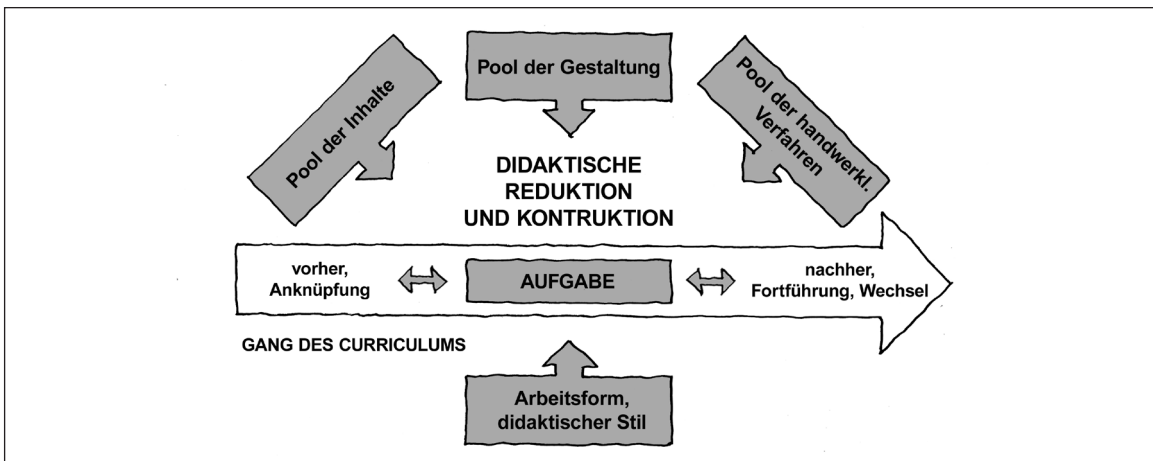 Pool der Inhalte
Pool der Gestaltung
Pool der handwerkl.
Verfahren
DIDAKTISCHE
REDUKTION
UND KONTRUKTION
vorher,
Anknüpfung
AUFGABE
nachher,
Fortführung, Wechsel
GANG DES CURRICULUMS
Arbeitsform,
didaktischer Stil